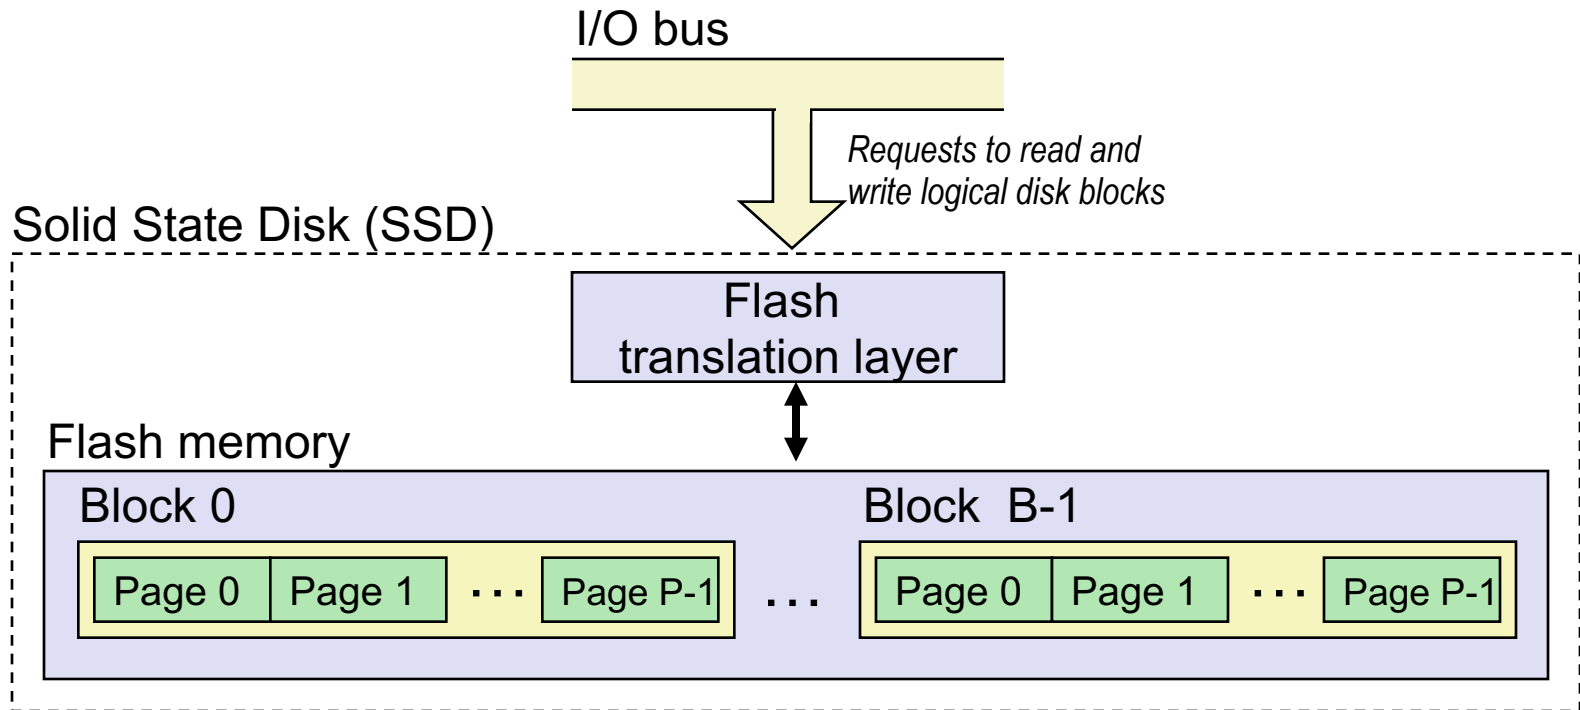 I/O bus
Requests to read and
write logical disk blocks
Solid State Disk (SSD)
Flash
translation layer
Flash memory
Block 0
Block B-1
Page 0 Page 1 ... Page P-1 ... Page 0 Page 1 ... Page P-1